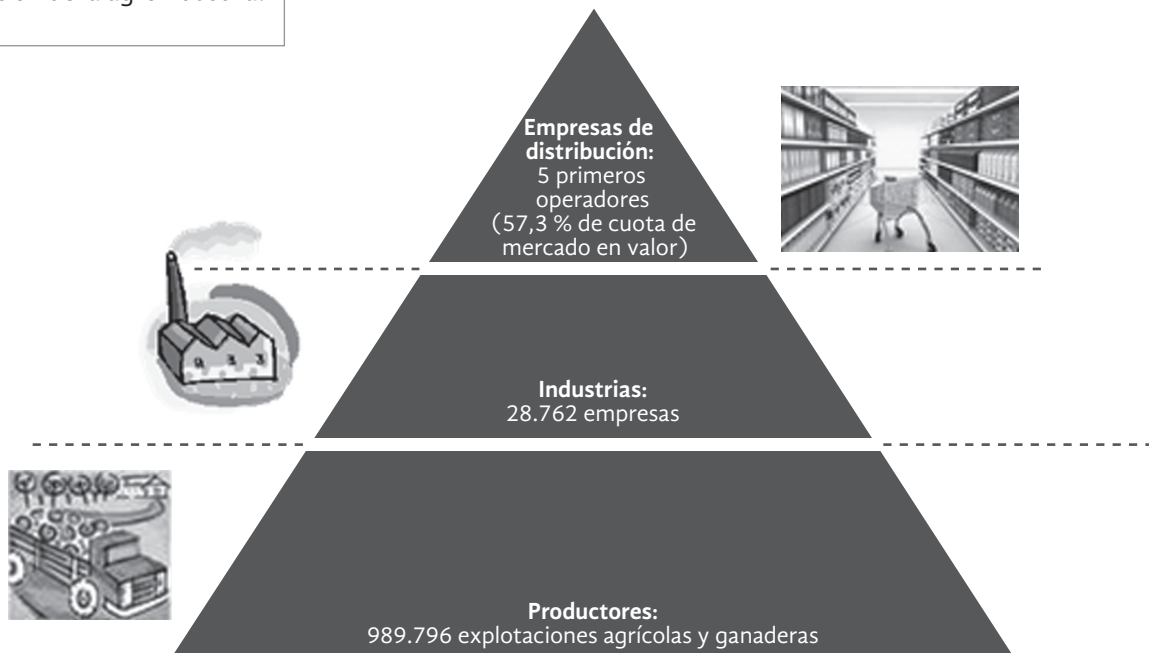 Empresas de
distribución:
5 primeros
operadores
(57,3 % de cuota de
mercado en valor)
Industrias:
28.762 empresas
Productores:
989.796 explotaciones agrícolas y ganaderas